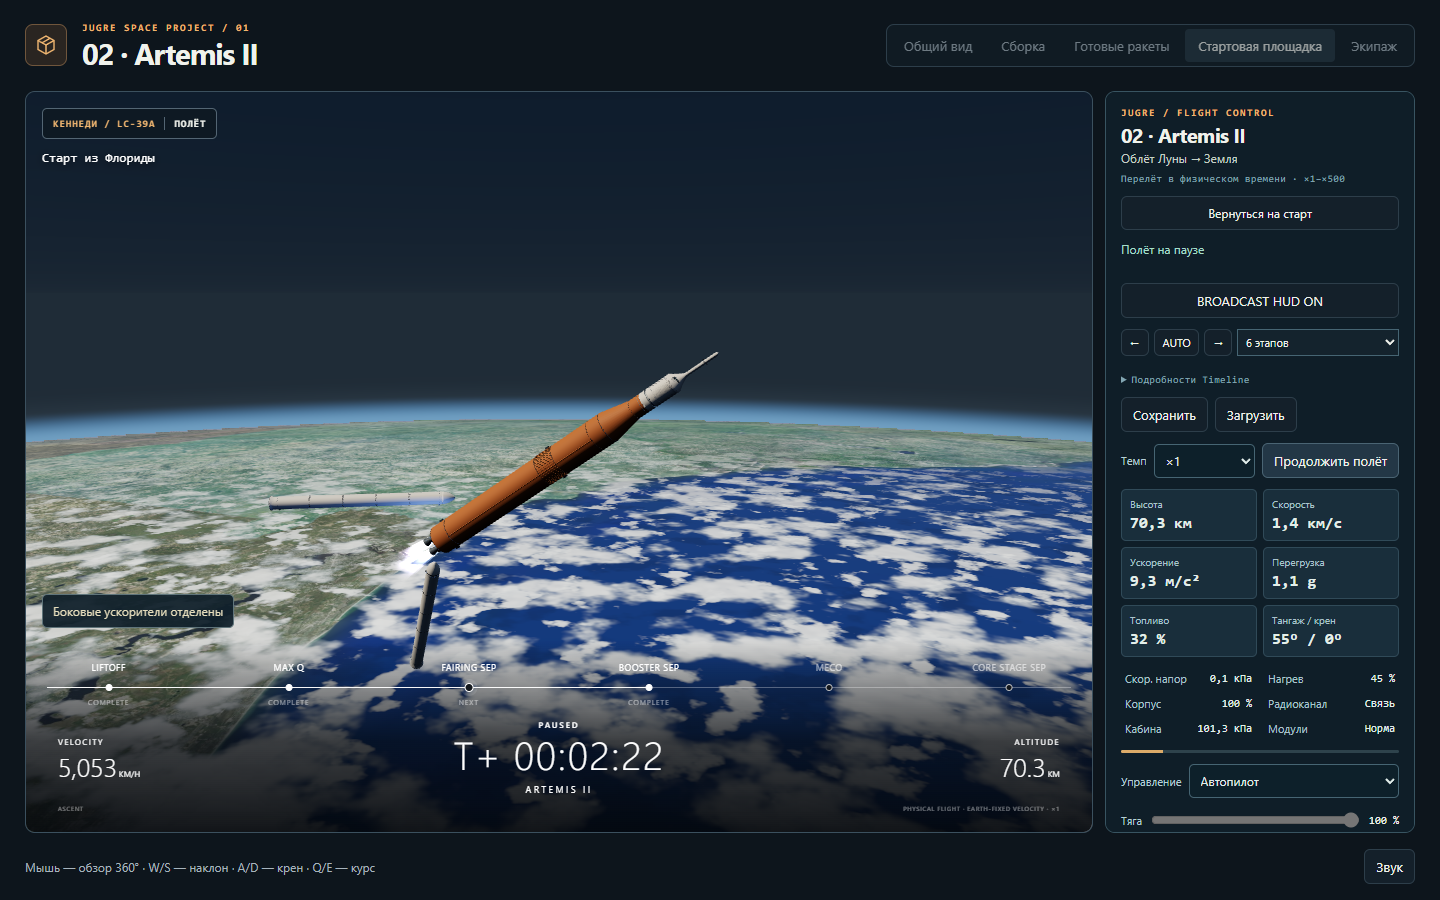 JUGRE SPACE PROJECT / 01
02 · Artemis II
Общий вид
Сборка
Готовые ракеты
Стартовая площадка
Экипаж
КЕННЕДИ / LC-39A | ПОЛЁТ
Старт из Флориды
Боковые ускорители отделены
LIFTOFF
MAX Q
FAIRING SEP
BOOSTER SEP
MECO
CORE STAGE SEP
COMPLETE
COMPLETE
NEXT
COMPLETE
PAUSED
VELOCITY
5,053 КМ/Ч
T+ 00:02:22
ALTITUDE
70.3 КМ
ARTEMIS II
ASCENT
PHYSICAL FLIGHT · EARTH-FIXED VELOCITY · ×1
JUGRE / FLIGHT CONTROL
02 · Artemis II
Облёт Луны → Земля
Перелёт в физическом времени · ×1–×500
Вернуться на старт
Полёт на паузе
BROADCAST HUD ON
← AUTO → 6 этапов
Подробности Timeline
Сохранить
Загрузить
Темп ×1 Продолжить полёт
Высота
70,3 км
Скорость
1,4 км/с
Ускорение
9,3 м/с²
Перегрузка
1,1 g
Топливо
32 %
Тангаж / крен
55° / 0°
Скор. напор 0,1 кПа
Нагрев 45 %
Корпус 100 %
Радиоканал Связь
Кабина 101,3 кПа
Модули Норма
Управление Автопилот
Тяга 100 %
Мышь — обзор 360° · W/S — наклон · A/D — крен · Q/E — курс
Звук